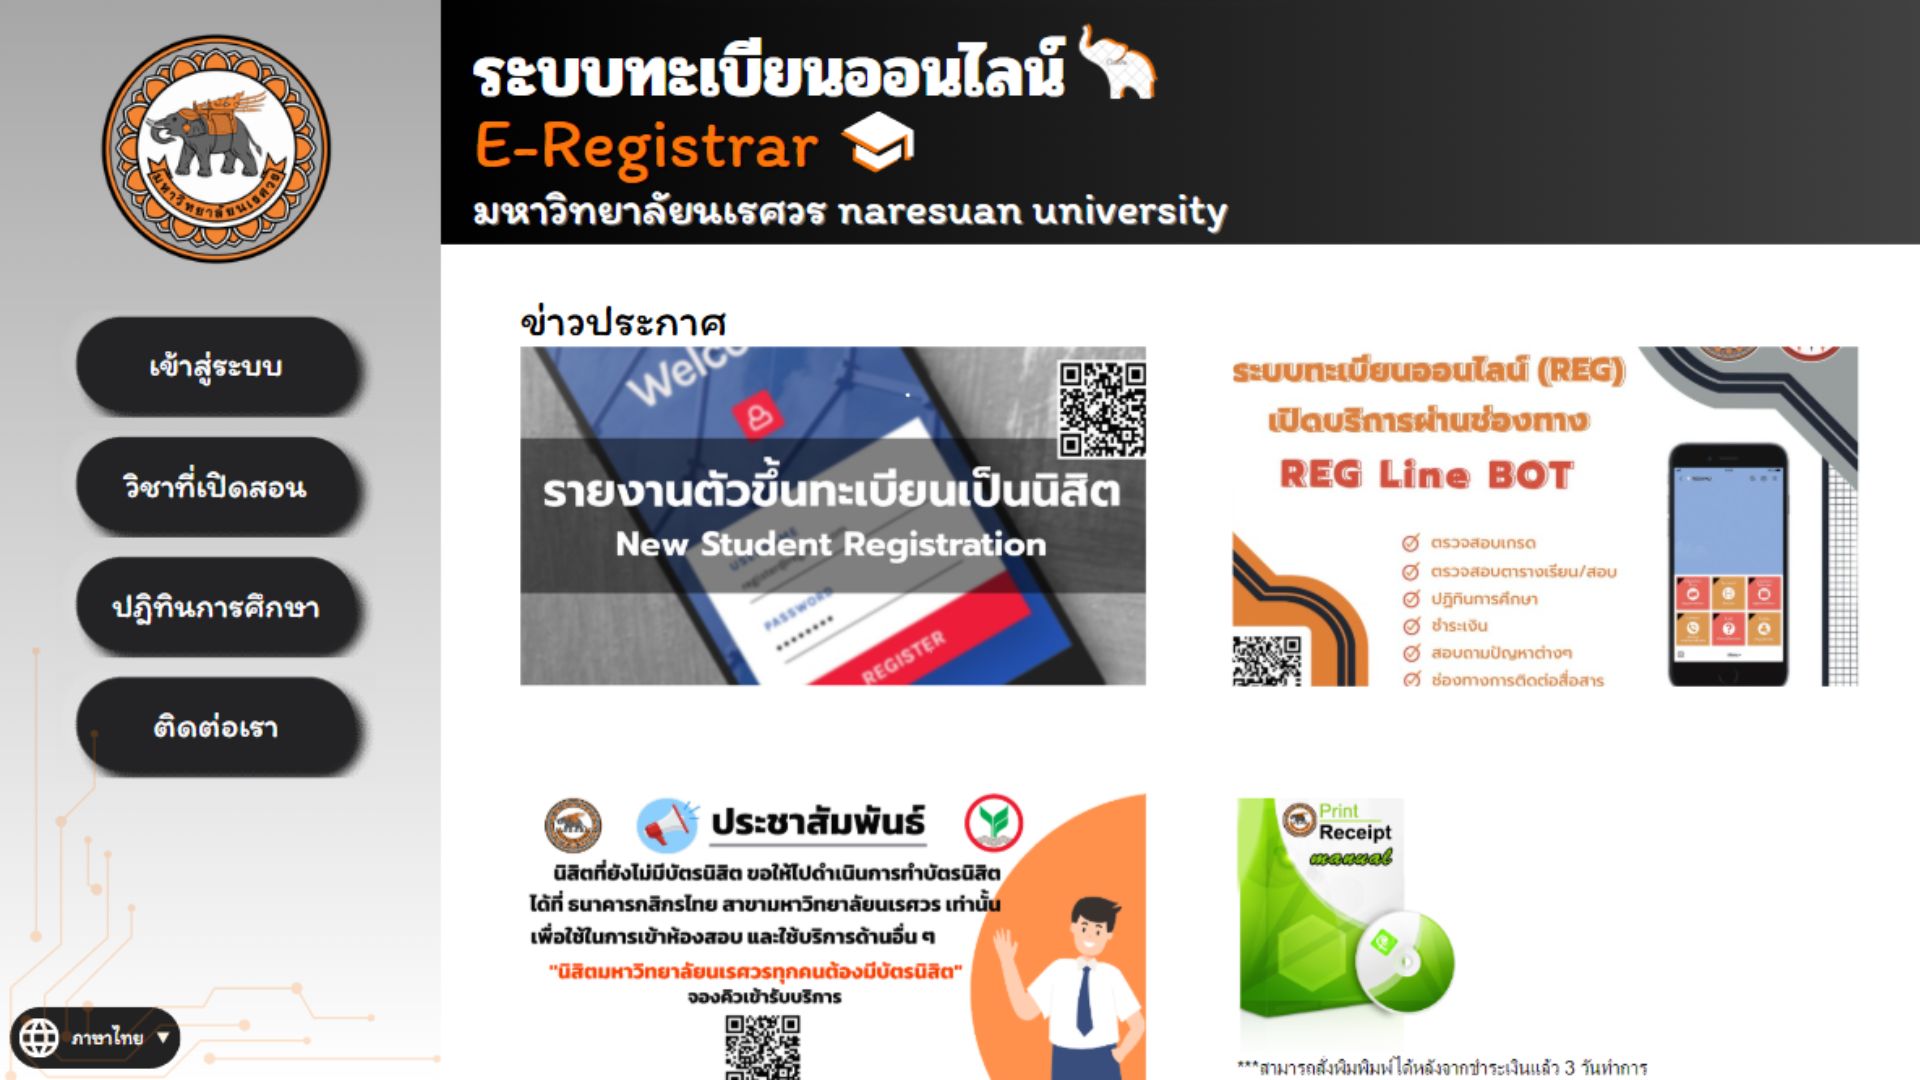 มหาวิทยาลัยนเรศวร
เข้าสู่ระบบ
วิชาที่เปิดสอน
ปฏิทินการศึกษา
ติดต่อเรา
ภาษาไทย ▼
ระบบทะเบียนออนไลน์
E-Registrar
มหาวิทยาลัยนเรศวร naresuan university
ข่าวประกาศ
รายงานตัวขึ้นทะเบียนเป็นนิสิต
New Student Registration
PASSWORD
REGISTER
ระบบทะเบียนออนไลน์ (REG)
เปิดบริการผ่านช่องทาง
REG Line BOT
ตรวจสอบเกรด
ตรวจสอบตารางเรียน/สอบ
ปฏิทินการศึกษา
ชำระเงิน
สอบถามปัญหาต่างๆ
ช่องทางการติดต่อสื่อสาร
ประชาสัมพันธ์
นิสิตที่ยังไม่มีบัตรนิสิต ขอให้ไปดำเนินการทำบัตรนิสิต
ได้ที่ ธนาคารกสิกรไทย สาขามหาวิทยาลัยนเรศวร เท่านั้น
เพื่อใช้ในการเข้าห้องสอบ และใช้บริการด้านอื่น ๆ
"นิสิตมหาวิทยาลัยนเรศวรทุกคนต้องมีบัตรนิสิต"
จองคิวเข้ารับบริการ
Print
Receipt
manual
***สามารถสั่งพิมพิมพ์ได้หลังจากชำระเงินแล้ว 3 วันทำการ